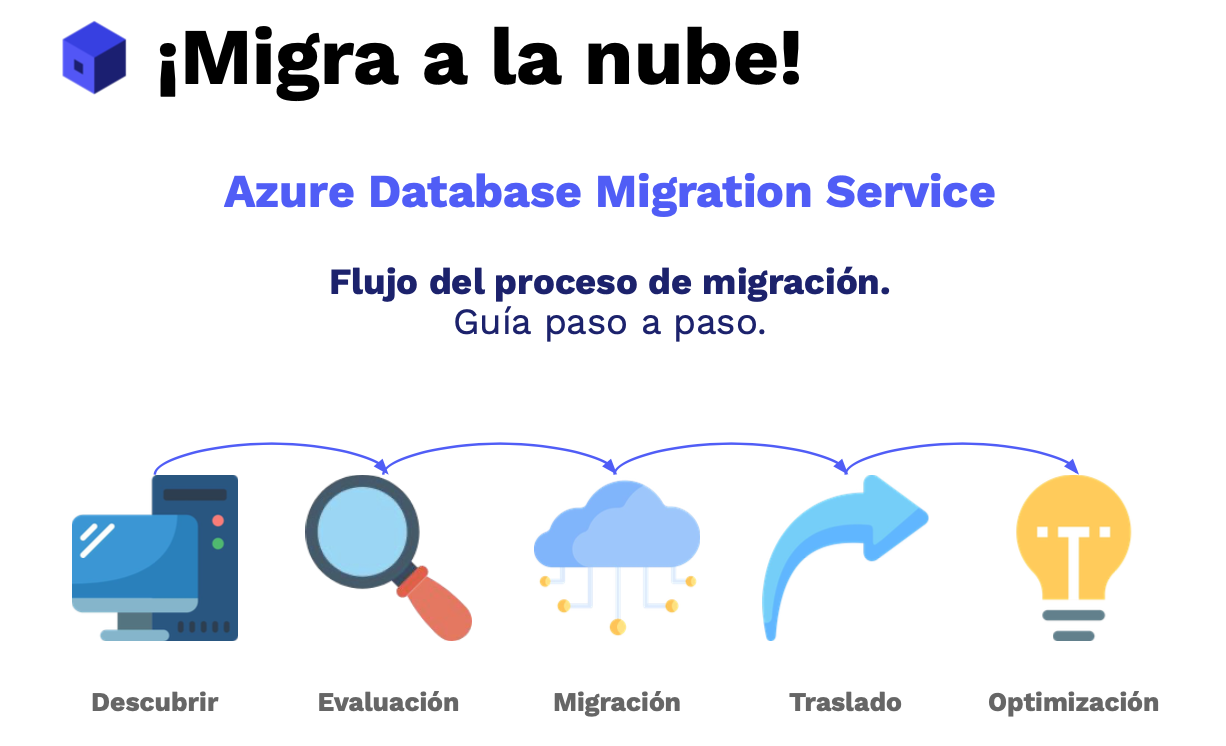 ¡Migra a la nube!
Azure Database Migration Service
Flujo del proceso de migración.
Guía paso a paso.
Descubrir
Evaluación
Migración
Traslado
Optimización